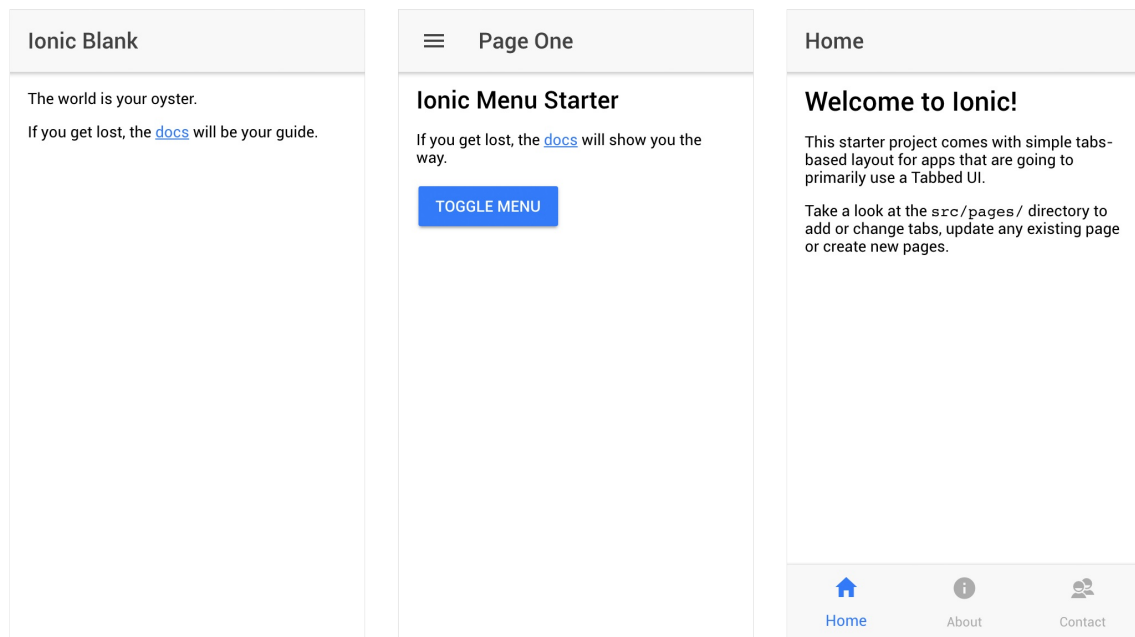 Ionic Blank
The world is your oyster.
If you get lost, the docs will be your guide.
Page One
Ionic Menu Starter
If you get lost, the docs will show you the
way.
TOGGLE MENU
Home
Welcome to Ionic!
This starter project comes with simple tabs-
based layout for apps that are going to
primarily use a Tabbed UI.
Take a look at the src/pages/ directory to
add or change tabs, update any existing page
or create new pages.
Home
About
Contact